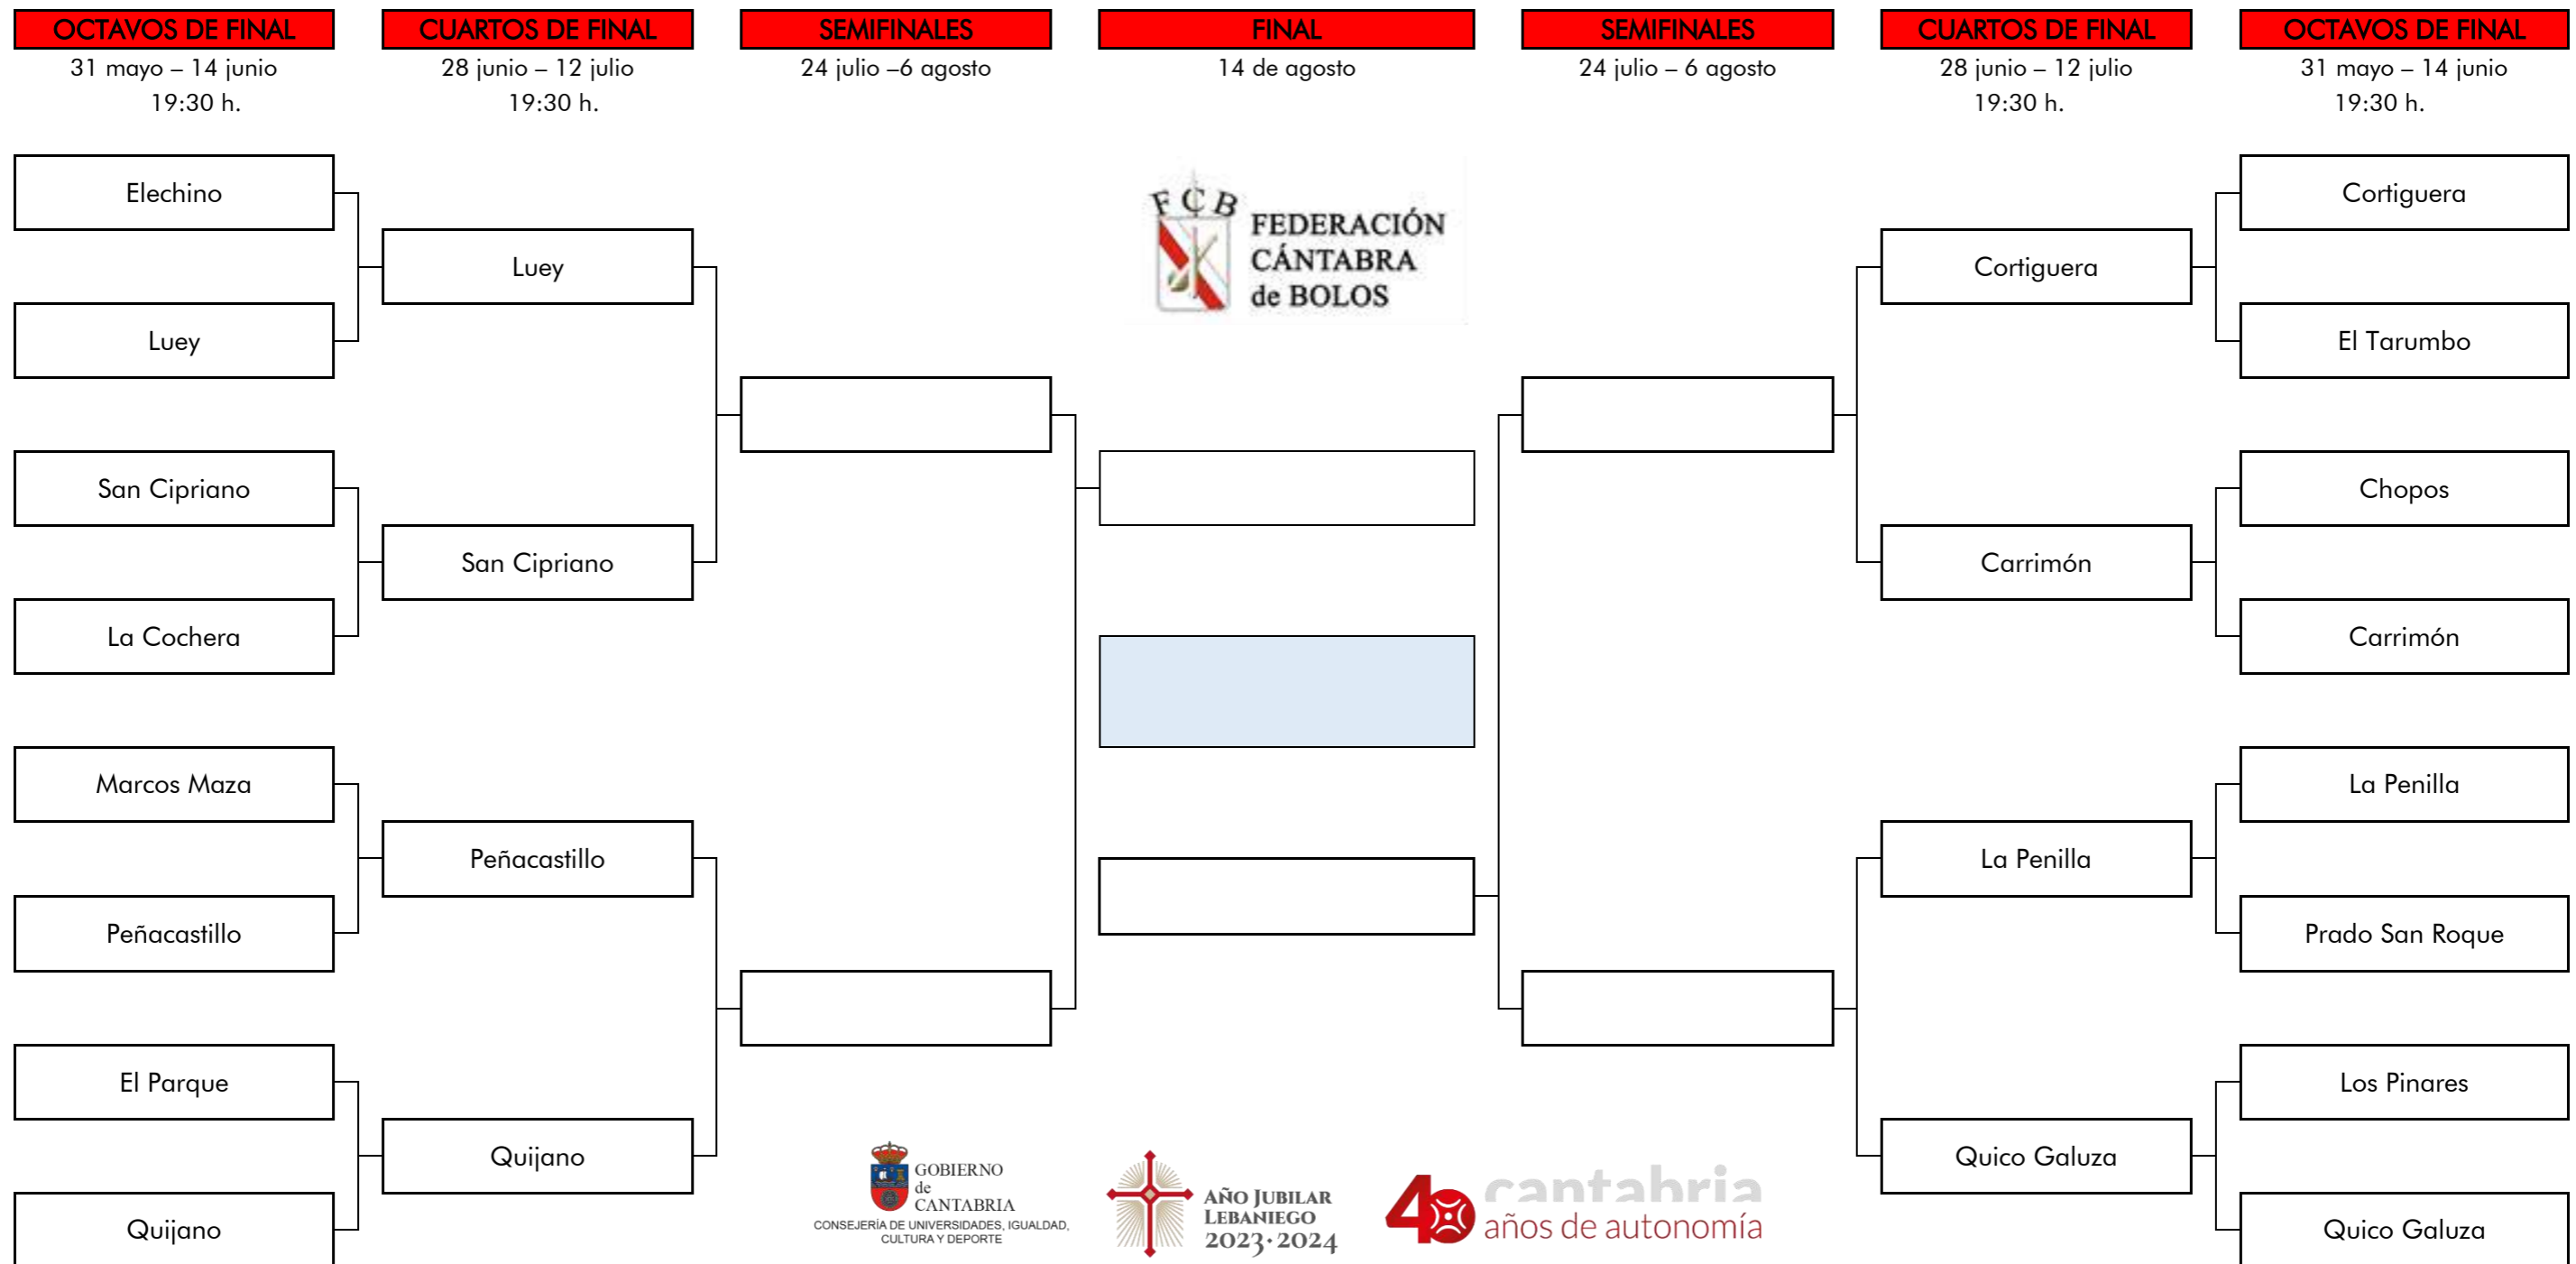 OCTAVOS DE FINAL
CUARTOS DE FINAL
SEMIFINALES
FINAL
SEMIFINALES
CUARTOS DE FINAL
OCTAVOS DE FINAL
31 mayo – 14 junio
28 junio – 12 julio
24 julio –6 agosto
14 de agosto
24 julio – 6 agosto
28 junio – 12 julio
31 mayo – 14 junio
19:30 h.
19:30 h.
19:30 h.
19:30 h.
Elechino
Luey
San Cipriano
La Cochera
Marcos Maza
Peñacastillo
El Parque
Quijano
Luey
San Cipriano
Peñacastillo
Quijano
FCB
FEDERACIÓN
CÁNTABRA
de BOLOS
Cortiguera
Carrimón
La Penilla
Quico Galuza
Cortiguera
El Tarumbo
Chopos
Carrimón
La Penilla
Prado San Roque
Los Pinares
Quico Galuza
GOBIERNO
de
CANTABRIA
CONSEJERÍA DE UNIVERSIDADES, IGUALDAD,
CULTURA Y DEPORTE
AÑO JUBILAR
LEBANIEGO
2023·2024
40
cantabria
años de autonomía